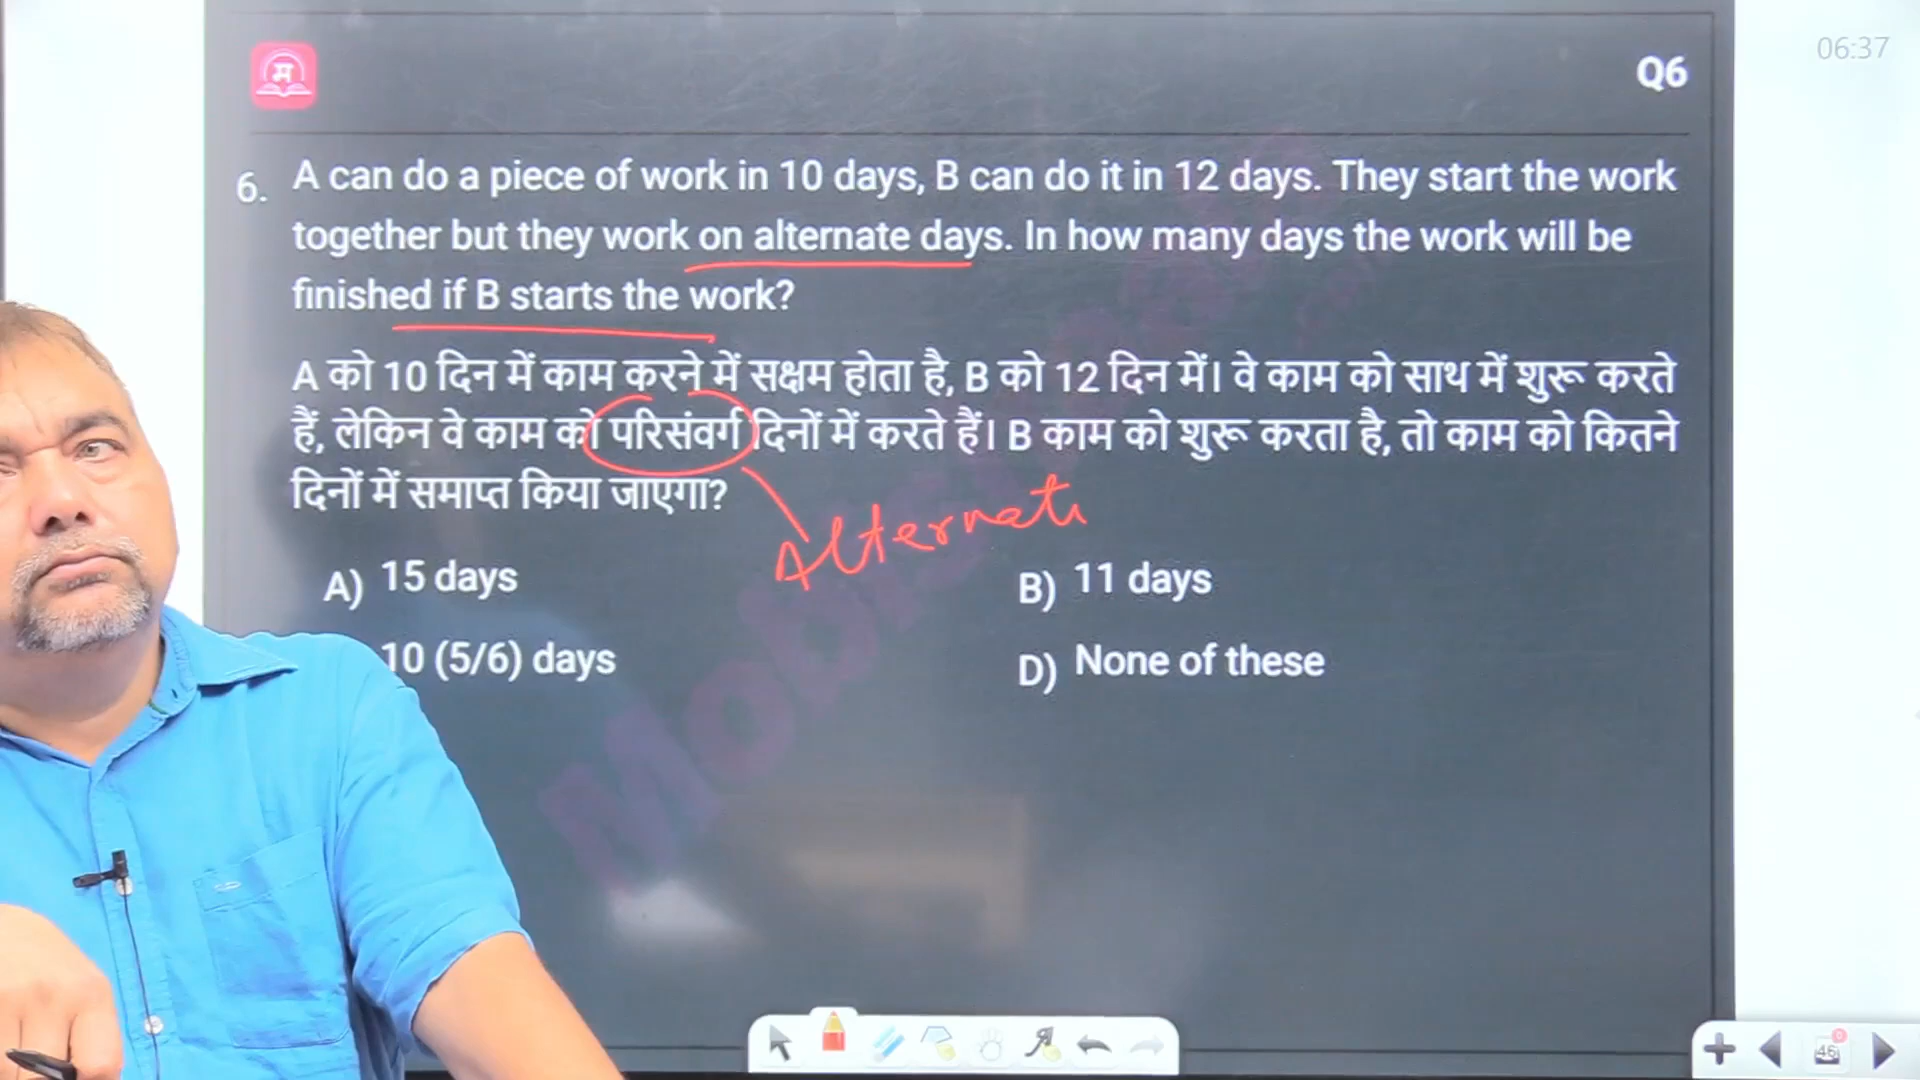 06:37
म
Q6
6. A can do a piece of work in 10 days, B can do it in 12 days. They start the work
together but they work on alternate days. In how many days the work will be
finished if B starts the work?
A को 10 दिन में काम करने में सक्षम होता है, B को 12 दिन में। वे काम को साथ में शुरू करते
हैं, लेकिन वे काम को परिसंवर्ग दिनों में करते हैं। B काम को शुरू करता है, तो काम को कितने
दिनों में समाप्त किया जाएगा?
Alternate
A) 15 days
B) 11 days
10 (5/6) days
D) None of these
46